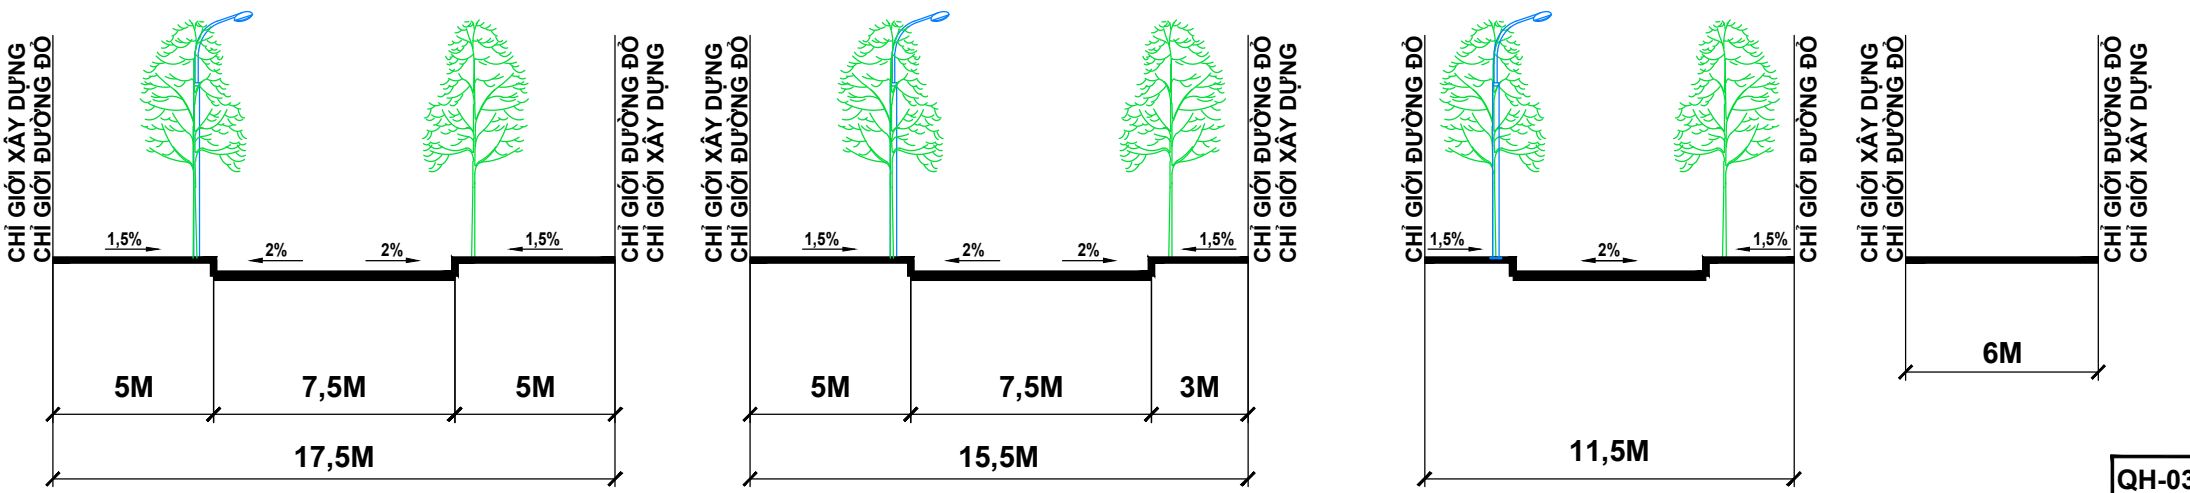 CHỈ GIỚI XÂY DỰNG
CHỈ GIỚI ĐƯỜNG ĐỎ
1,5%
2%
2%
1,5%
CHỈ GIỚI ĐƯỜNG ĐỎ
CHỈ GIỚI XÂY DỰNG
5M
7,5M
5M
17,5M
CHỈ GIỚI XÂY DỰNG
CHỈ GIỚI ĐƯỜNG ĐỎ
1,5%
2%
2%
1,5%
CHỈ GIỚI ĐƯỜNG ĐỎ
CHỈ GIỚI XÂY DỰNG
5M
7,5M
3M
15,5M
CHỈ GIỚI ĐƯỜNG ĐỎ
1,5%
2%
1,5%
CHỈ GIỚI ĐƯỜNG ĐỎ
11,5M
CHỈ GIỚI XÂY DỰNG
CHỈ GIỚI ĐƯỜNG ĐỎ
CHỈ GIỚI ĐƯỜNG ĐỎ
CHỈ GIỚI XÂY DỰNG
6M
QH-03